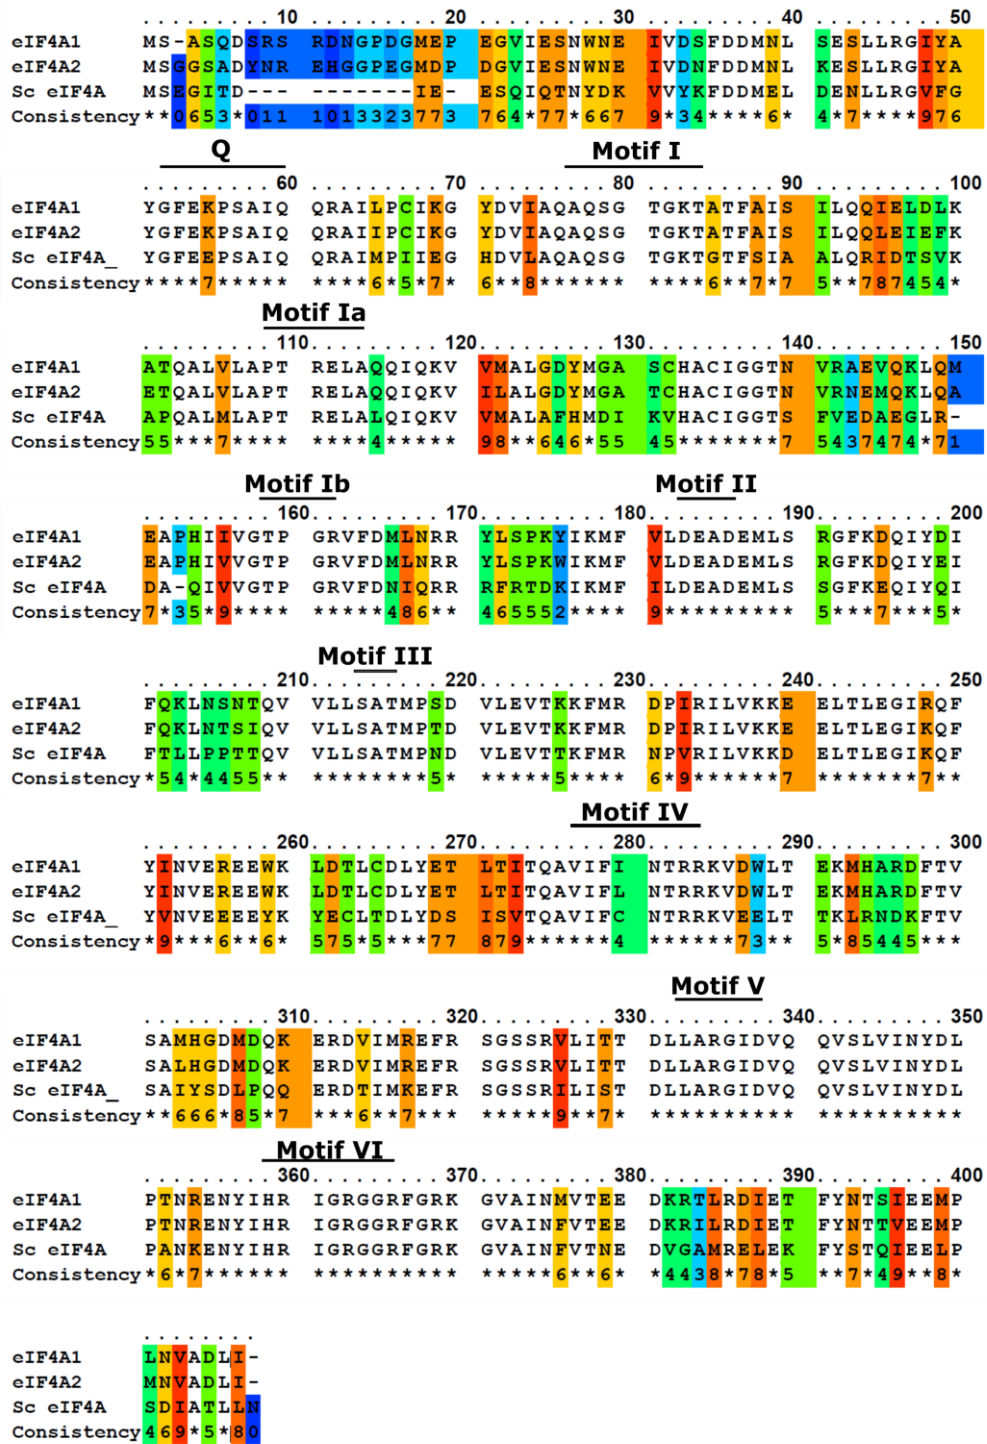 . . . . . . . . . 10 . . . . . . . . . 20 . . . . . . . . . 30 . . . . . . . . . 40 . . . . . . . . . 50
eIF4A1 MS-ASQDSRS RDNGPDGMEP EGVIESNWNE IVDSFDDMNL SESLLRGIYA
eIF4A2 MSGGSADYNR EHGGPEGMDP DGVIESNWNE IVDNFDDMNL KESLLRGIYA
Sc eIF4A MSEGITD--- -------IE- ESQIQTNYDK VVYKFDDMEL DENLLRGVFG
Consistency **0653*011 1013323773 764*77*667 9*34****6* 4*7****976
Q Motif I
. . . . . . . . . 60 . . . . . . . . . 70 . . . . . . . . . 80 . . . . . . . . . 90 . . . . . . . . . 100
eIF4A1 YGFEKPSAIQ QRAILPCIKG YDVIAQAQSG TGKTATFAIS ILQQIELDLK
eIF4A2 YGFEKPSAIQ QRAIIPCIKG YDVIAQAQSG TGKTATFAIS ILQQLEIEFK
Sc eIF4A_ YGFEEPSAIQ QRAIMPIIEG HDVLAQAQSG TGKTGTFSIA ALQRIDTSVK
Consistency ****7***** ****6*5*7* 6**8****** ****6**7*7 5**787454*
Motif Ia
. . . . . . . . . 110 . . . . . . . . . 120 . . . . . . . . . 130 . . . . . . . . . 140 . . . . . . . . . 150
eIF4A1 ATQALVLAPT RELAQQIQKV VMALGDYMGA SCHACIGGTN VRAEVQKLQM
eIF4A2 ETQALVLAPT RELAQQIQKV ILALGDYMGA TCHACIGGTN VRNEMQKLQA
Sc eIF4A APQALMLAPT RELALQIQKV VMALAFHMDI KVHACIGGTS FVEDAEGLR-
Consistency 55***7**** ****4***** 98**646*55 45*******7 5437474*71
Motif Ib Motif II
. . . . . . . . . 160 . . . . . . . . . 170 . . . . . . . . . 180 . . . . . . . . . 190 . . . . . . . . . 200
eIF4A1 EAPHIIVGTP GRVFDMLNRR YLSPKYIKMF VLDEADEMLS RGFKDQIYDI
eIF4A2 EAPHIVVGTP GRVFDMLNRR YLSPKWIKMF VLDEADEMLS RGFKDQIYEI
Sc eIF4A DA-QIVVGTP GRVFDNIQRR RFRTDKIKMF ILDEADEMLS SGFKEQIYQI
Consistency 7*35*9**** *****486** 465552**** 9********* 5***7***5*
Motif III
. . . . . . . . . 210 . . . . . . . . . 220 . . . . . . . . . 230 . . . . . . . . . 240 . . . . . . . . . 250
eIF4A1 FQKLNSNTQV VLLSATMPSD VLEVTKKFMR DPIRILVKKE ELTLEGIRQF
eIF4A2 FQKLNTSIQV VLLSATMPTD VLEVTKKFMR DPIRILVKKE ELTLEGIKQF
Sc eIF4A FTLLPPTTQV VLLSATMPND VLEVTTKFMR NPVRILVKKD ELTLEGIKQF
Consistency *54*4455** ********5* *****5**** 6*9******7 *******7**
Motif IV
. . . . . . . . . 260 . . . . . . . . . 270 . . . . . . . . . 280 . . . . . . . . . 290 . . . . . . . . . 300
eIF4A1 YINVEREEWK LDTLCDLYET LTITQAVIFI NTRRKVDWLT EKMHARDFTV
eIF4A2 YINVEREEWK LDTLCDLYET LTITQAVIFL NTRRKVDWLT EKMHARDFTV
Sc eIF4A_ YVNVEEEEYK YECLTDLYDS ISVTQAVIFC NTRRKVEELT TKLRNDKFTV
Consistency *9***6**6* 575*5***77 879******4 ******73** 5*85445***
Motif V
. . . . . . . . . 310 . . . . . . . . . 320 . . . . . . . . . 330 . . . . . . . . . 340 . . . . . . . . . 350
eIF4A1 SAMHGDMDQK ERDVIMREFR SGSSRVLITT DLLARGIDVQ QVSLVINYDL
eIF4A2 SALHGDMDQK ERDVIMREFR SGSSRVLITT DLLARGIDVQ QVSLVINYDL
Sc eIF4A_ SAIYSDLPQQ ERDTIMKEFR SGSSRILIST DLLARGIDVQ QVSLVINYDL
Consistency **666*85*7 ***6**7*** *****9**7* ********** **********
Motif VI
. . . . . . . . . 360 . . . . . . . . . 370 . . . . . . . . . 380 . . . . . . . . . 390 . . . . . . . . . 400
eIF4A1 PTNRENYIHR IGRGGRFGRK GVAINMVTEE DKRTLRDIET FYNTSIEEMP
eIF4A2 PTNRENYIHR IGRGGRFGRK GVAINFVTEE DKRILRDIET FYNTTVEEMP
Sc eIF4A PANKENYIHR IGRGGRFGRK GVAINFVTNE DVGAMRELEK FYSTQIEELP
Consistency *6*7****** ********** *****6**6* *4438*78*5 **7*49**8*
. . . . . . . .
eIF4A1 LNVADLI-
eIF4A2 MNVADLI-
Sc eIF4A SDIATLLN
Consistency 469*5*80